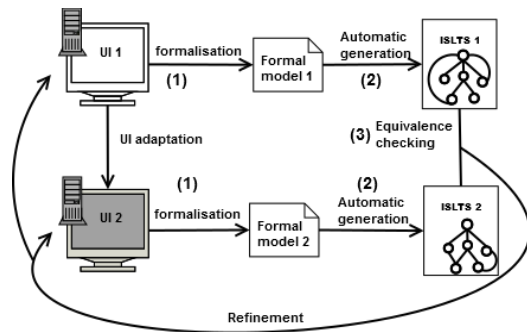 UI 1
formalisation
(1)
Formal
model 1
Automatic
generation
(2)
ISLTS 1
UI adaptation
(3) Equivalence
checking
UI 2
(1)
formalisation
Formal
model 2
(2)
Automatic
generation
ISLTS 2
Refinement